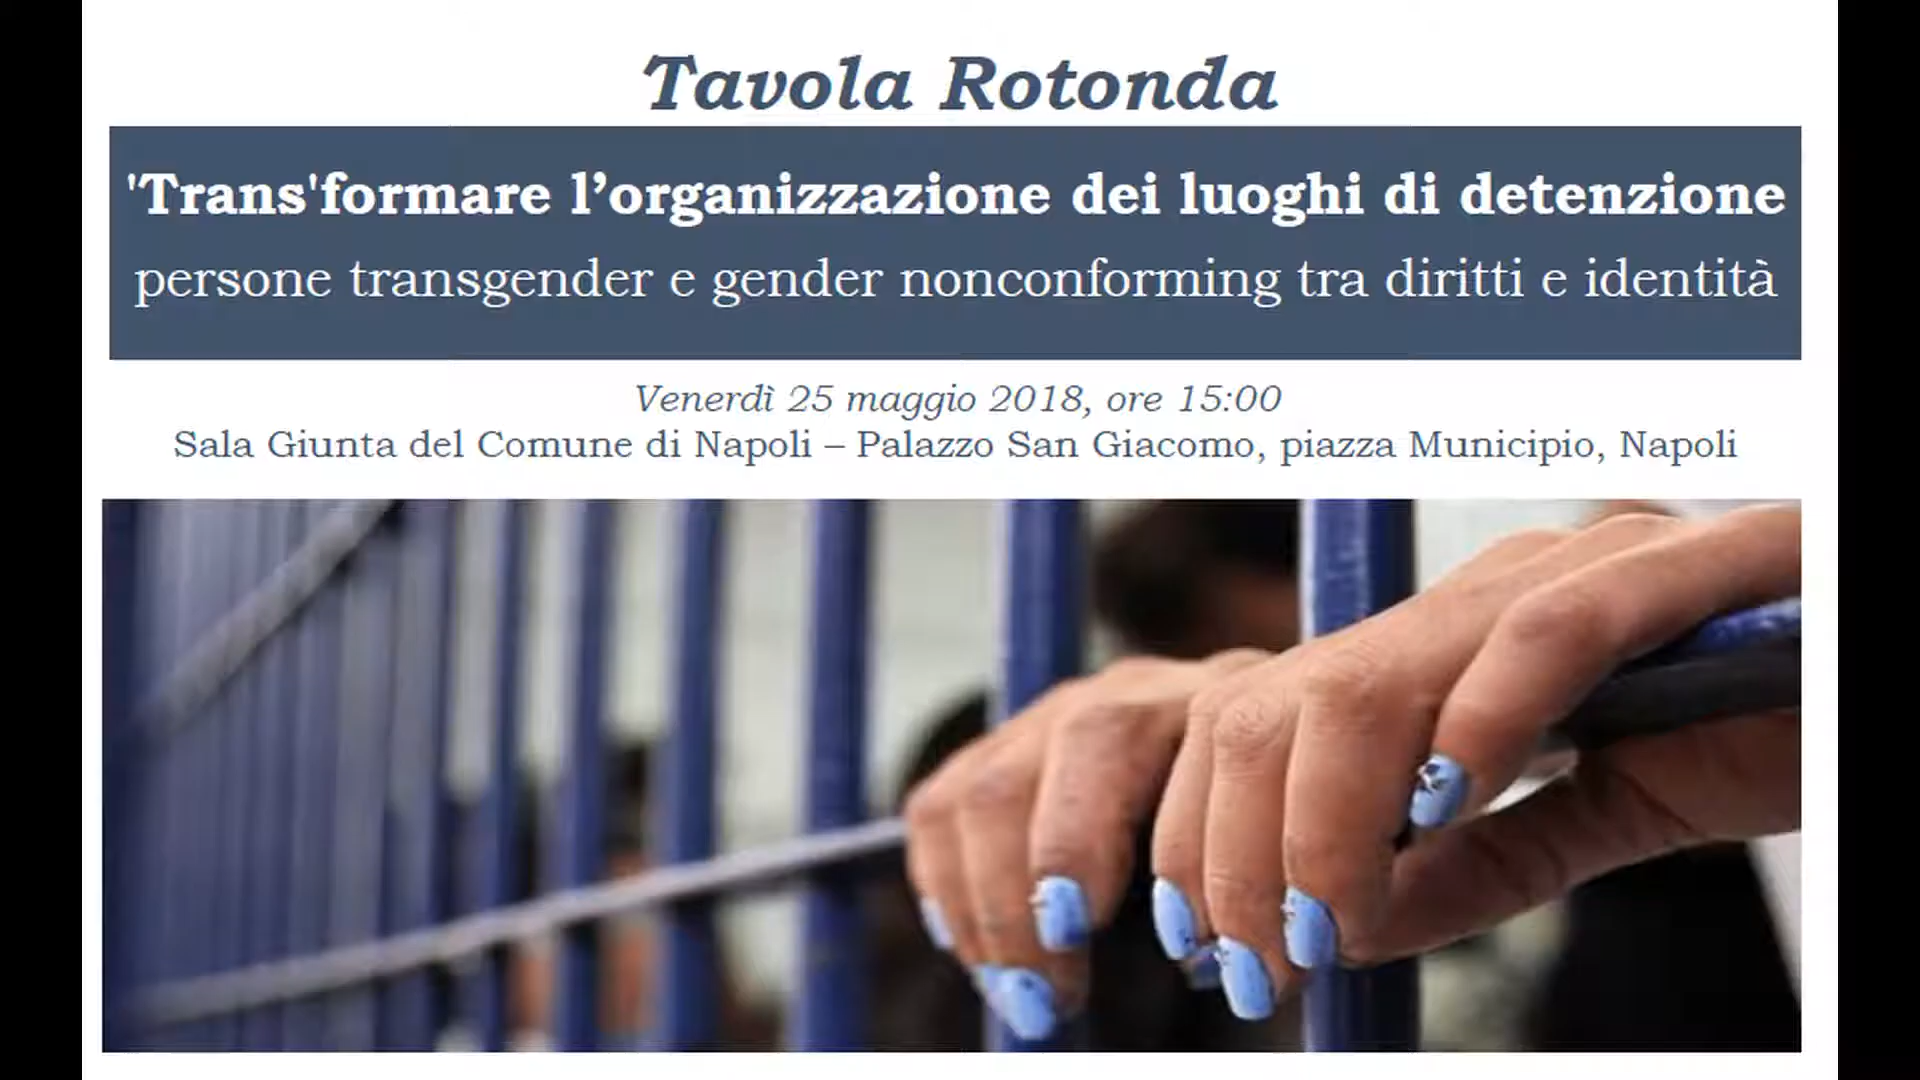 Tavola Rotonda
'Trans'formare l’organizzazione dei luoghi di detenzione
persone transgender e gender nonconforming tra diritti e identità
Venerdì 25 maggio 2018, ore 15:00
Sala Giunta del Comune di Napoli – Palazzo San Giacomo, piazza Municipio, Napoli